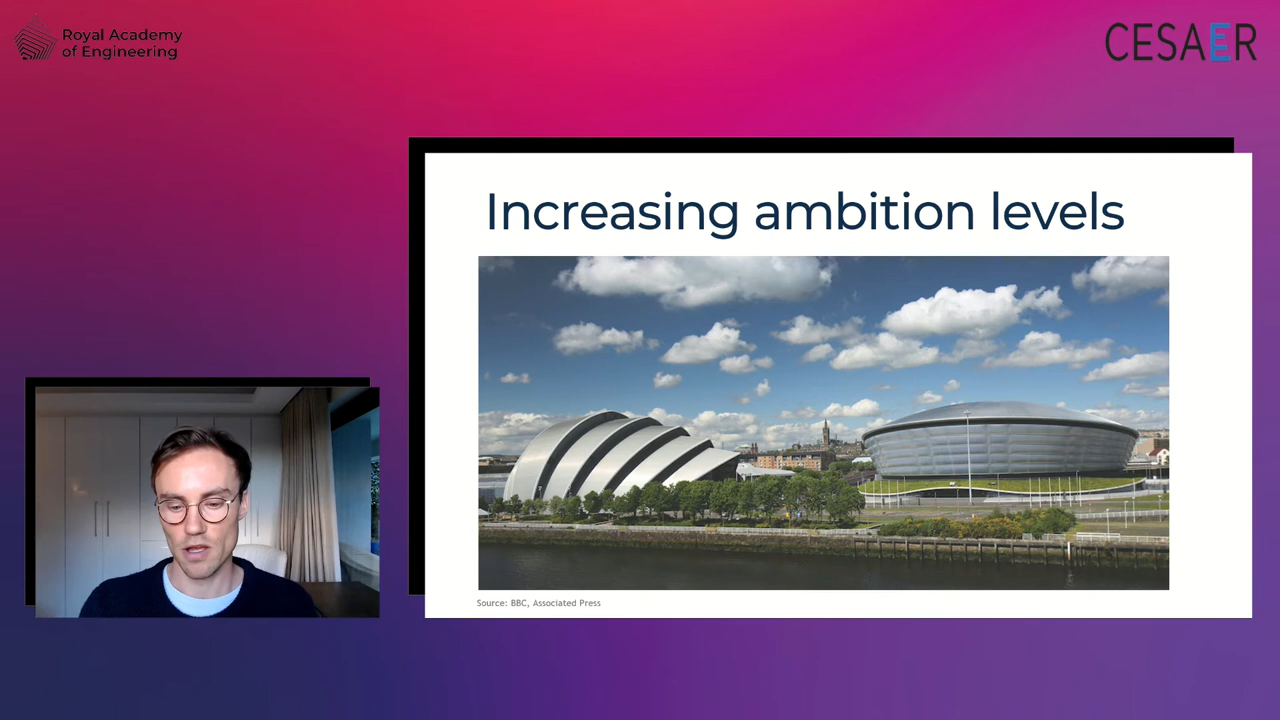 Royal Academy
of Engineering
CESAER
Increasing ambition levels
Source: BBC, Associated Press